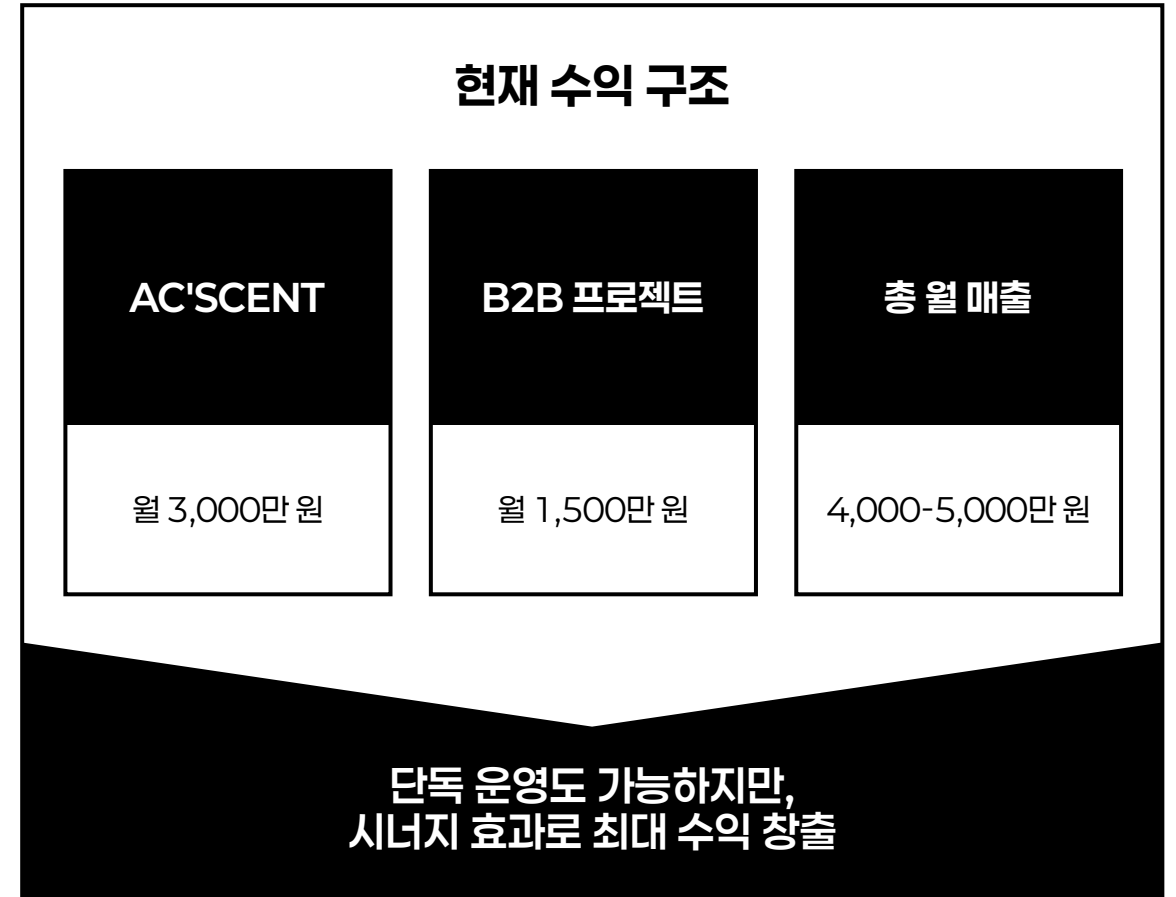 현재 수익 구조
AC'SCENT
B2B 프로젝트
총 월 매출
월 3,000만 원
월 1,500만 원
4,000-5,000만 원
단독 운영도 가능하지만,
시너지 효과로 최대 수익 창출